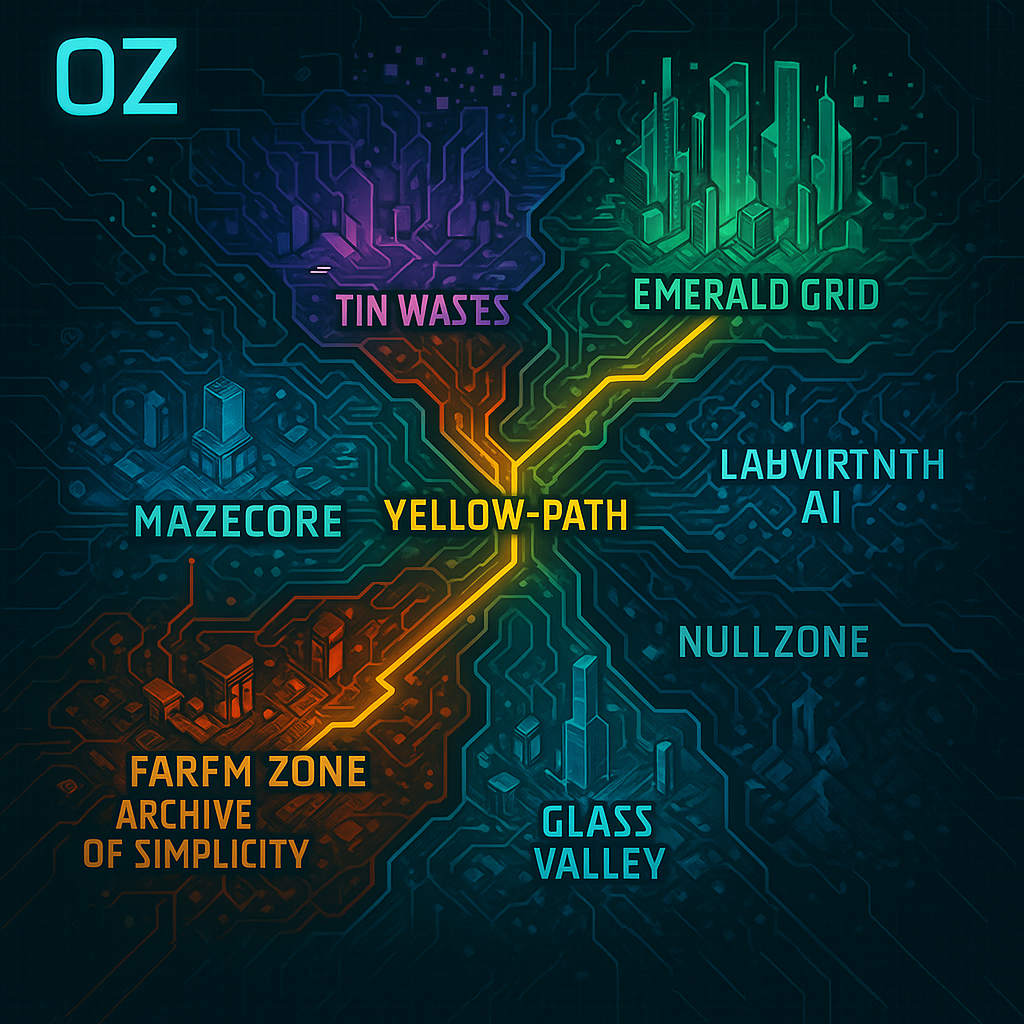 OZ
TIN WASTES
EMERALD GRID
LABVIRTNTH
AI
MAZECORE
YELLOW-PATH
NULLZONE
FARFM ZONE
ARCHIVE
OF SIMPLICITY
GLASS
VALLEY